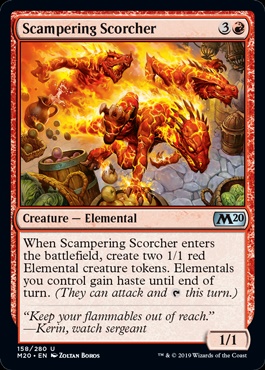 Scampering Scorcher 3
Creature — Elemental M20
When Scampering Scorcher enters
the battlefield, create two 1/1 red
Elemental creature tokens. Elementals
you control gain haste until end of
turn. (They can attack and this turn.)
“Keep your flammables out of reach.”
—Kerin, watch sergeant
1/1
158/280 U
M20 • EN Zoltan Boros ™ & © 2019 Wizards of the Coast